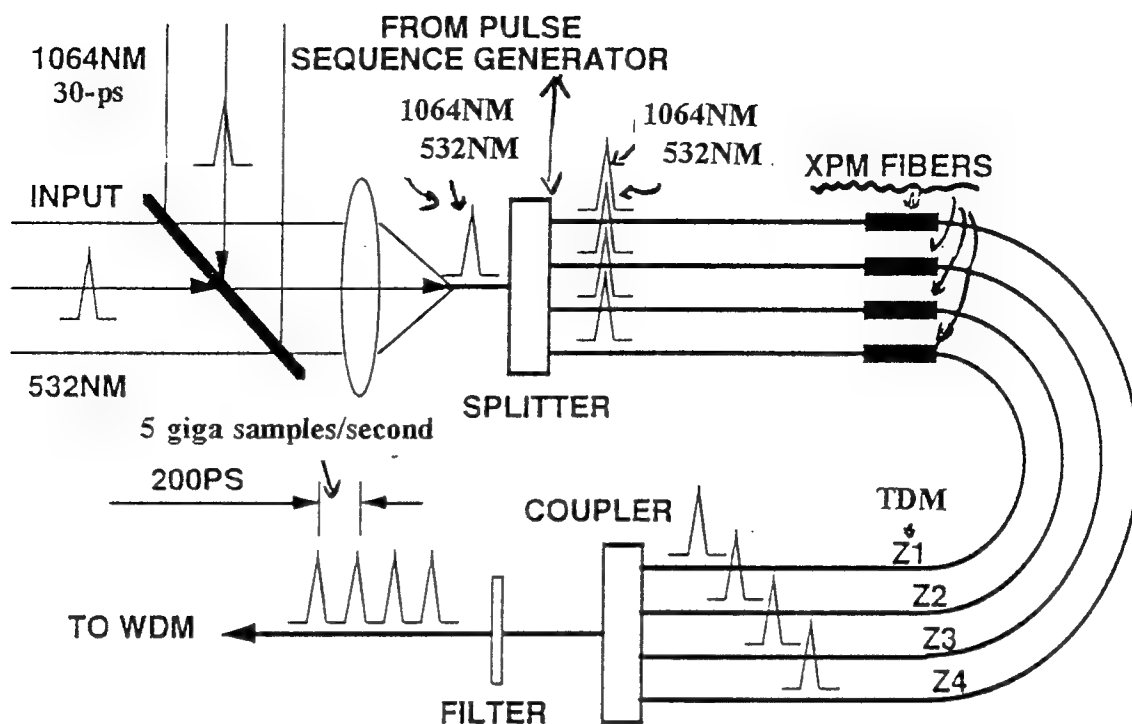 FROM PULSE
SEQUENCE GENERATOR
1064NM
30-ps
1064NM
532NM
1064NM
532NM
XPM FIBERS
INPUT
532NM
SPLITTER
5 giga samples/second
200PS
COUPLER
TDM
Z1
Z2
Z3
Z4
TO WDM
FILTER